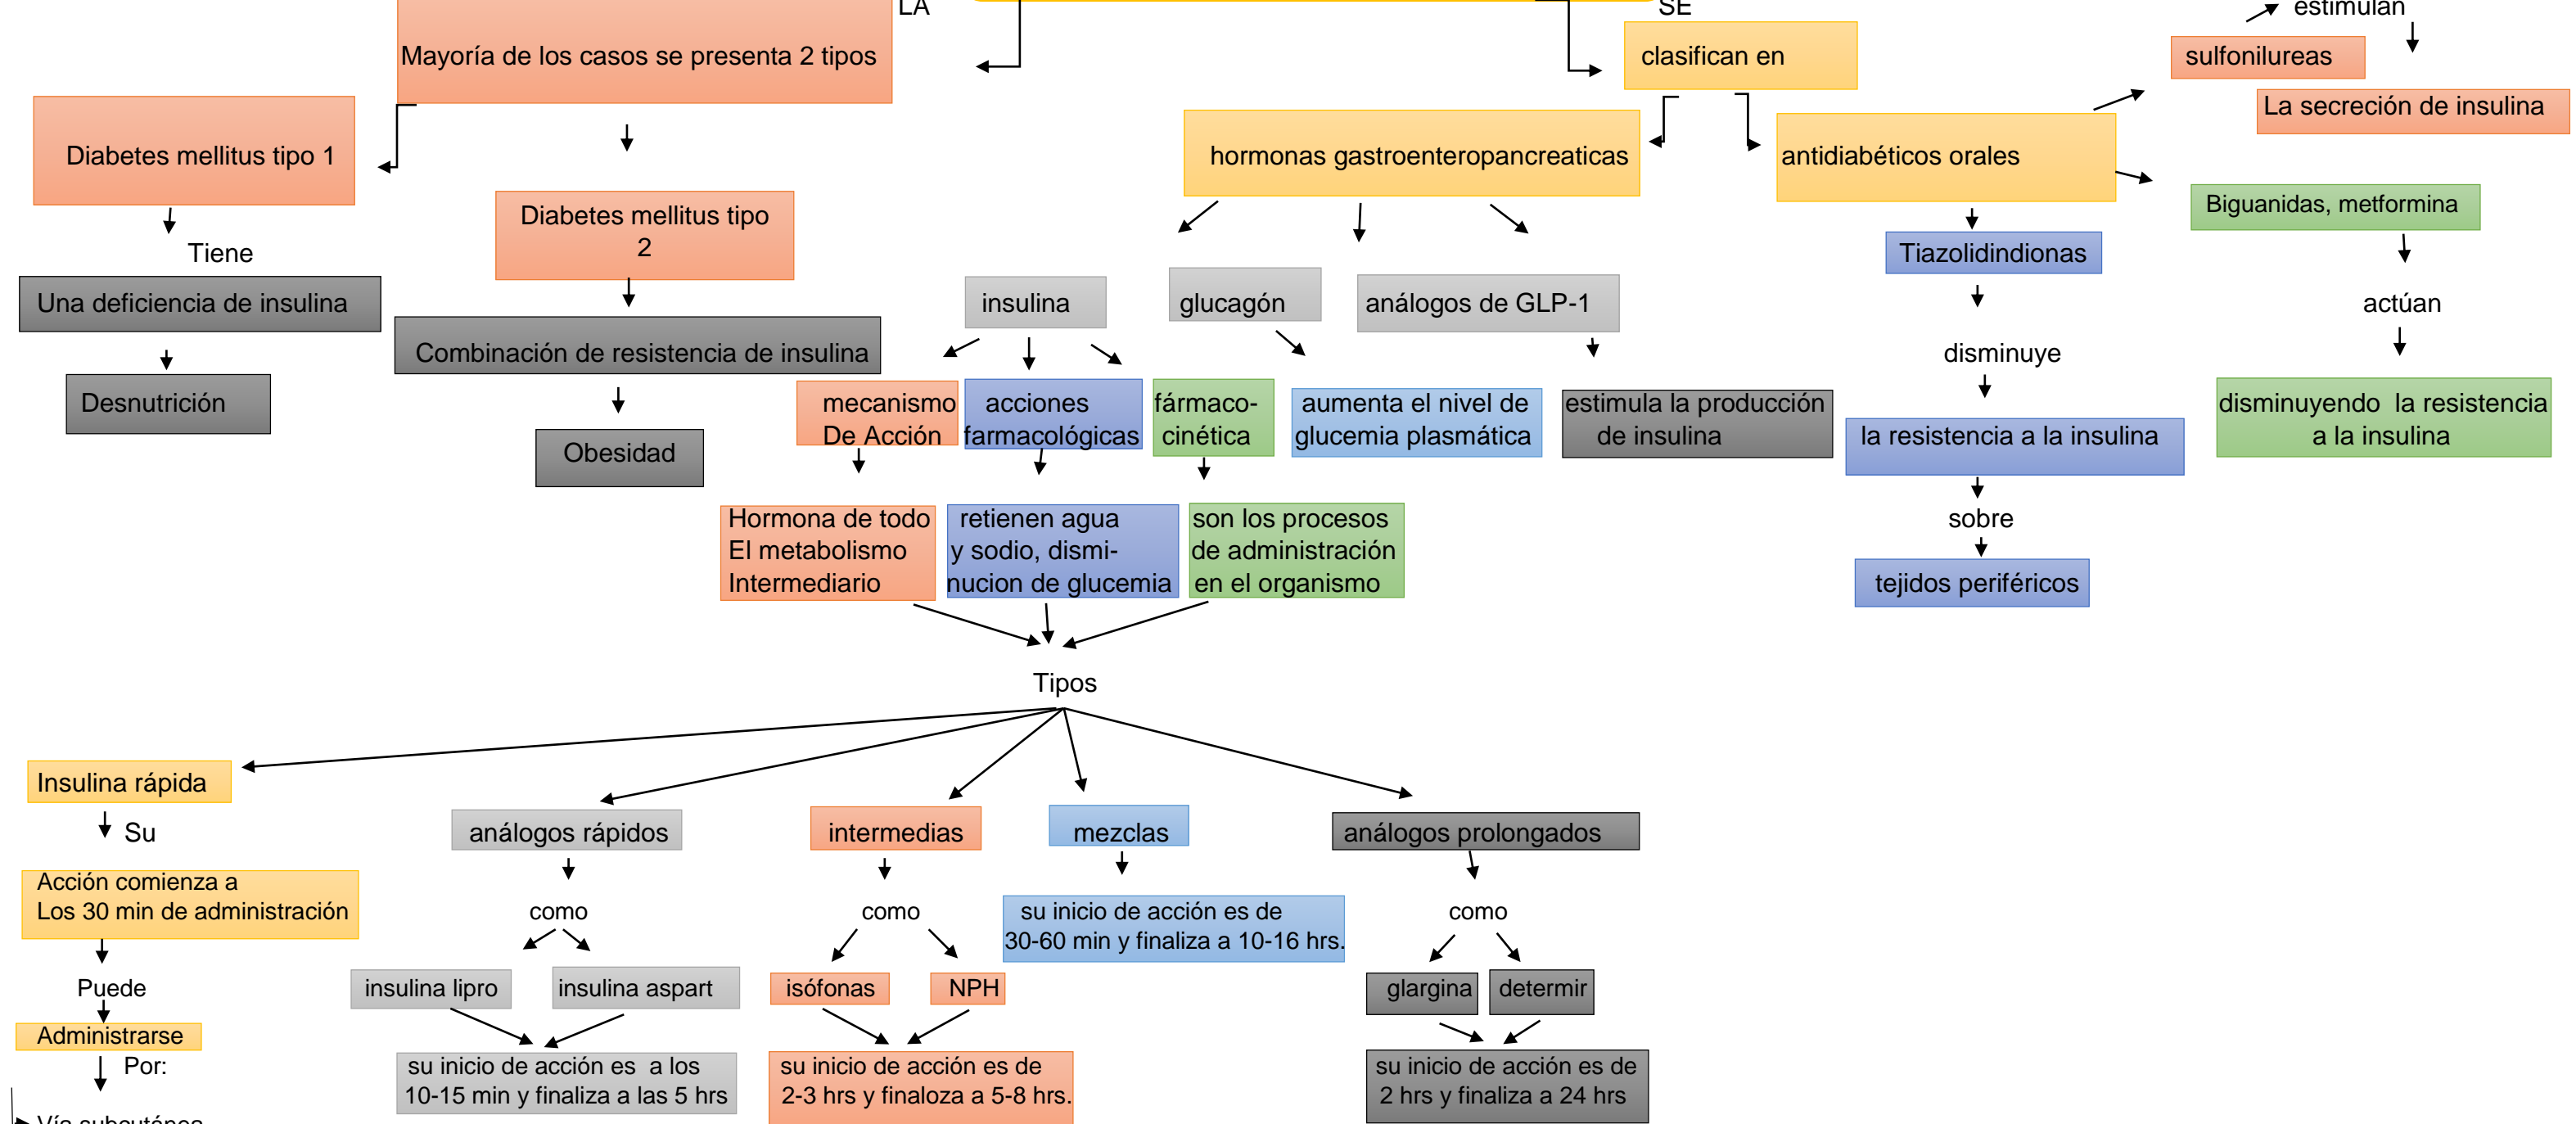 LA
SE
estimulan
Mayoría de los casos se presenta 2 tipos
clasifican en
sulfonilureas
La secreción de insulina
Diabetes mellitus tipo 1
hormonas gastroenteropancreaticas
antidiabéticos orales
Diabetes mellitus tipo
2
Biguanidas, metformina
Tiene
Tiazolidindionas
Una deficiencia de insulina
insulina
glucagón
análogos de GLP-1
actúan
Combinación de resistencia de insulina
disminuye
Desnutrición
mecanismo
De Acción
acciones
farmacológicas
fármaco-
cinética
aumenta el nivel de
glucemia plasmática
estimula la producción
de insulina
la resistencia a la insulina
disminuyendo  la resistencia
a la insulina
Obesidad
Hormona de todo
El metabolismo
Intermediario
retienen agua
y sodio, dismi-
nucion de glucemia
son los procesos
de administración
en el organismo
sobre
tejidos periféricos
Tipos
Insulina rápida
Su
análogos rápidos
intermedias
mezclas
análogos prolongados
Acción comienza a
Los 30 min de administración
como
como
su inicio de acción es de
30-60 min y finaliza a 10-16 hrs.
como
Puede
insulina lipro
insulina aspart
isófonas
NPH
glargina
determir
Administrarse
Por:
su inicio de acción es  a los
10-15 min y finaliza a las 5 hrs
su inicio de acción es de
2-3 hrs y finaloza a 5-8 hrs.
su inicio de acción es de
2 hrs y finaliza a 24 hrs
Vía subcutánea